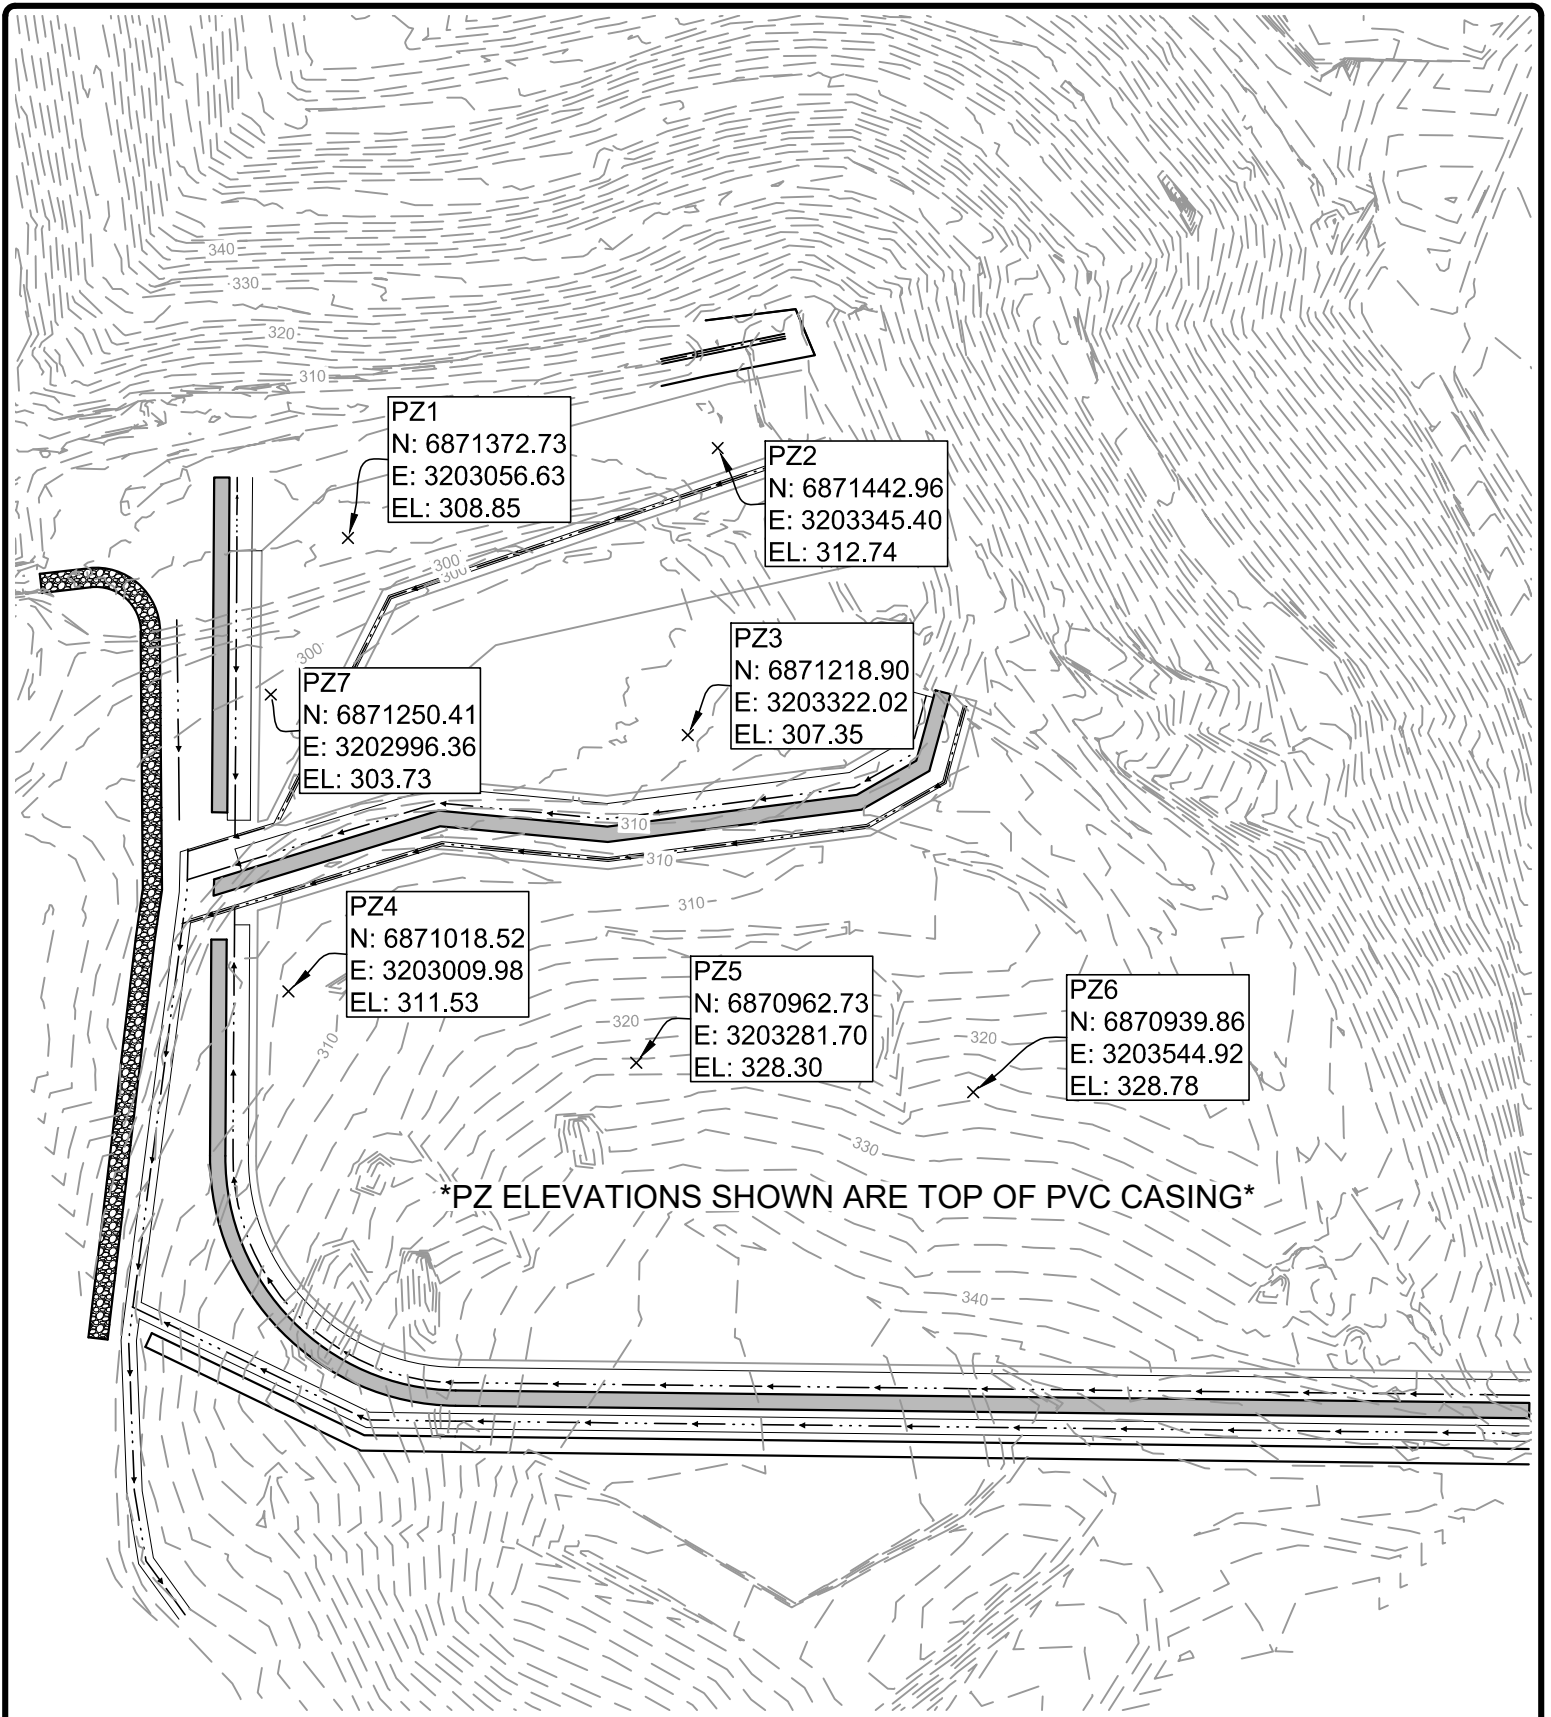 340
330
320
310
PZ1
N: 6871372.73
E: 3203056.63
EL: 308.85
PZ2
N: 6871442.96
E: 3203345.40
EL: 312.74
300
300
300
PZ3
N: 6871218.90
E: 3203322.02
EL: 307.35
PZ7
N: 6871250.41
E: 3202996.36
EL: 303.73
310
310
310
PZ4
N: 6871018.52
E: 3203009.98
EL: 311.53
PZ5
N: 6870962.73
E: 3203281.70
EL: 328.30
PZ6
N: 6870939.86
E: 3203544.92
EL: 328.78
310
320
320
330
*PZ ELEVATIONS SHOWN ARE TOP OF PVC CASING*
340